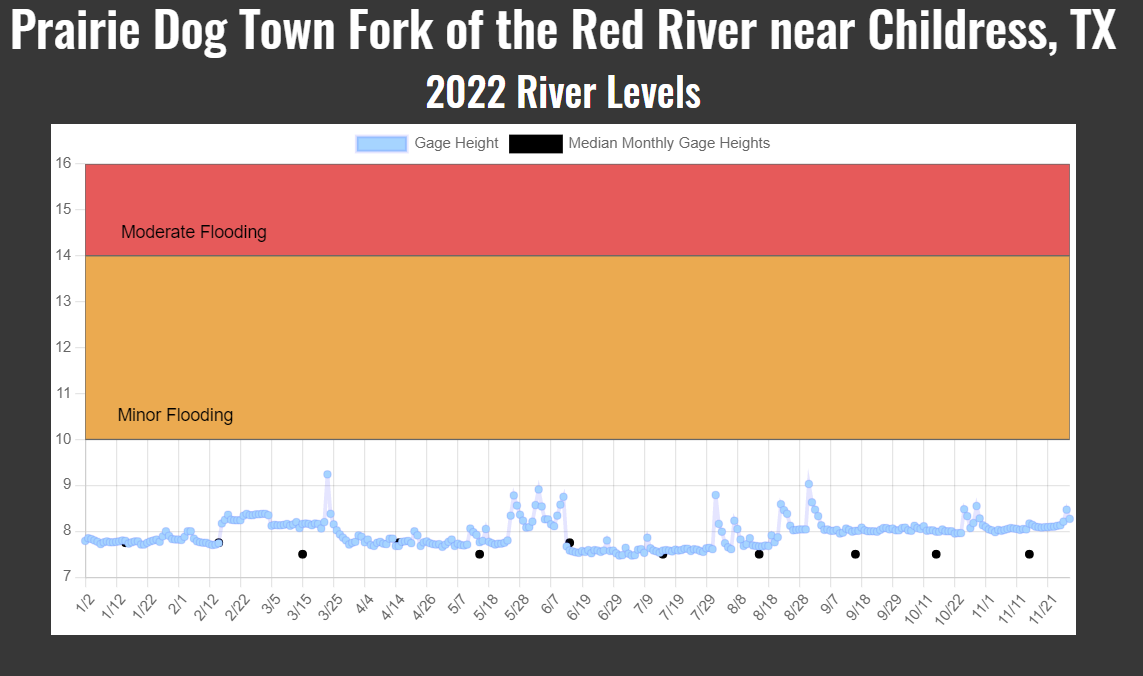 Prairie Dog Town Fork of the Red River near Childress, TX
2022 River Levels
Gage Height Median Monthly Gage Heights
16
15
Moderate Flooding
14
13
12
11
Minor Flooding
10
9
8
7
1/2 1/12 1/22 2/1 2/12 2/22 3/5 3/15 3/25 4/4 4/14 4/26 5/7 5/18 5/28 6/7 6/19 6/29 7/9 7/19 7/29 8/8 8/18 8/28 9/7 9/18 9/29 10/11 10/22 11/1 11/11 11/21